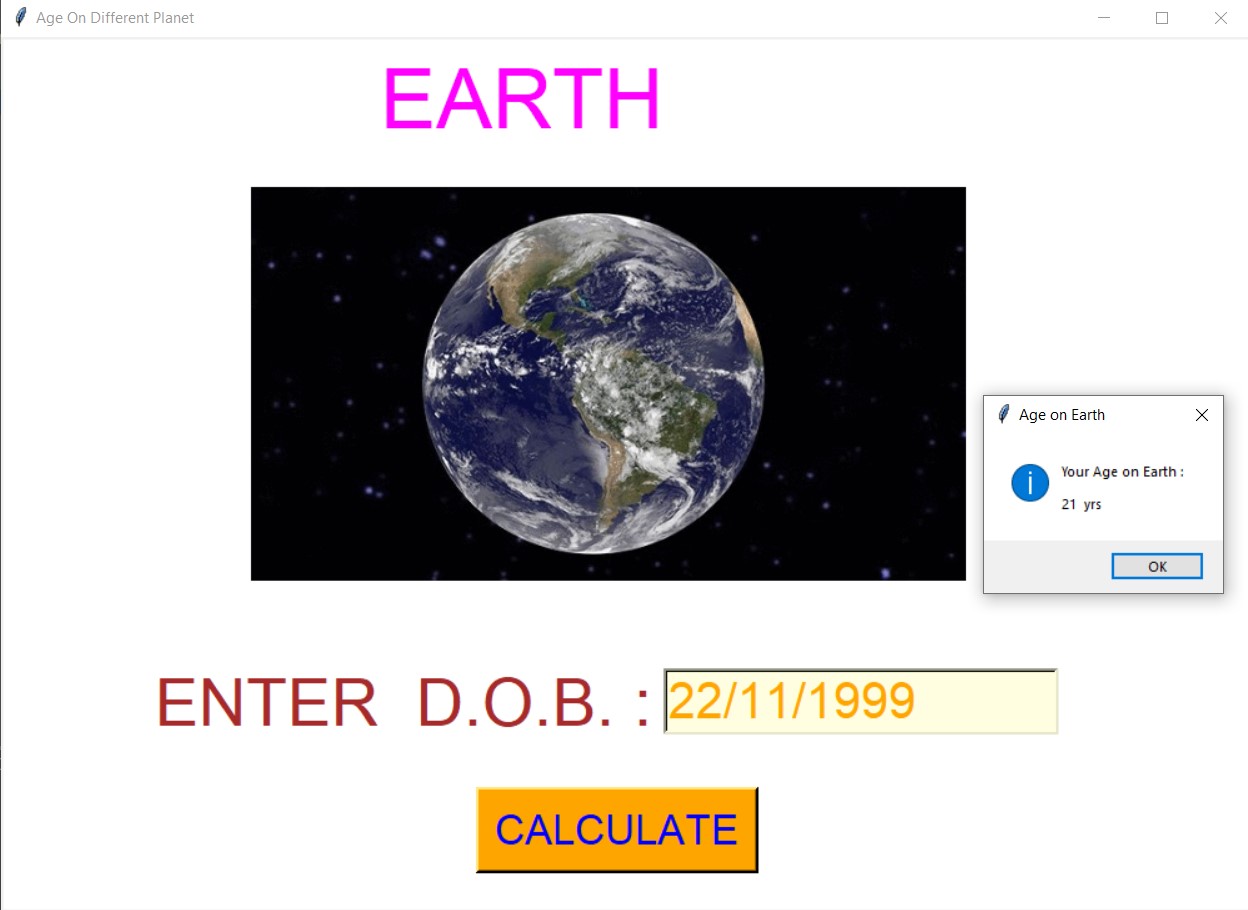 Age On Different Planet
EARTH
Age on Earth
Your Age on Earth :
21 yrs
OK
ENTER D.O.B. : 22/11/1999
CALCULATE